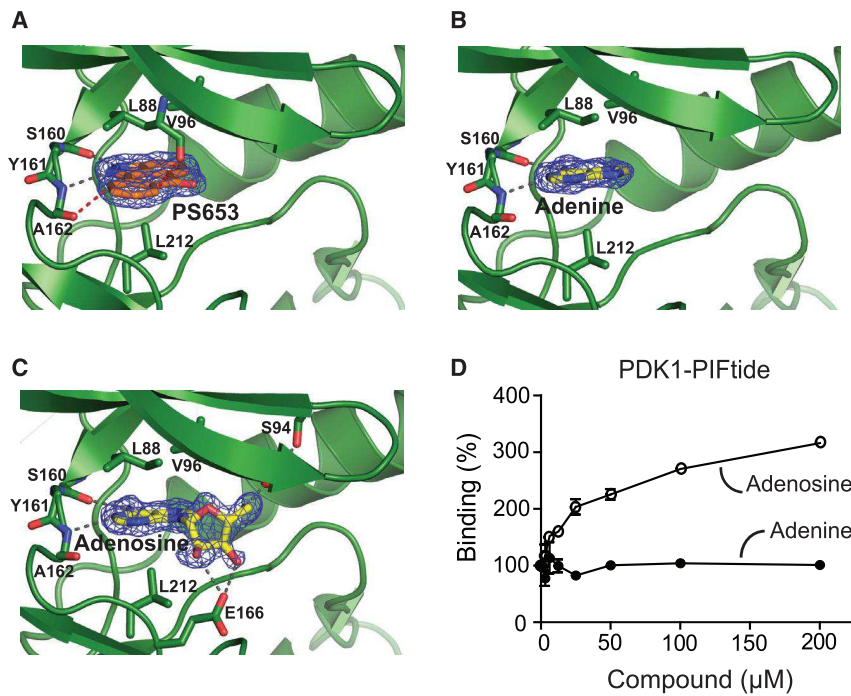 A
L88
V96
S160
Y161
PS653
A162
L212
B
L88
V96
S160
Y161
Adenine
A162
L212
C
S94
L88
V96
S160
Y161
Adenosine
A162
L212
E166
D
PDK1-PIFtide
400
300
200
100
0
Binding (%)
Adenosine
Adenine
0 50 100 150 200
Compound (µM)